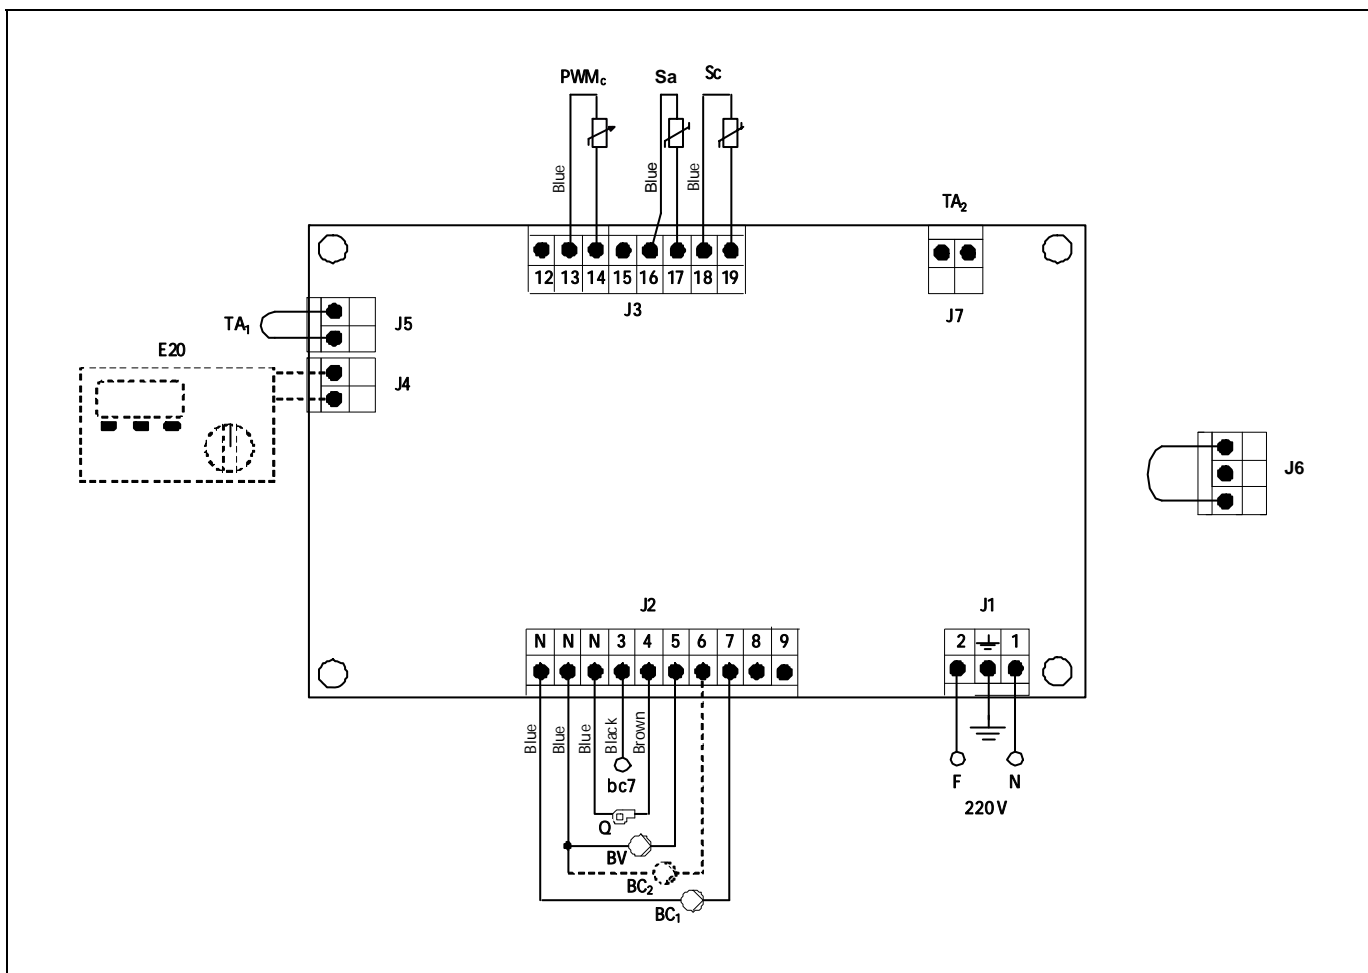 PWMc Sa Sc
Blue Blue Blue
TA2
12 13 14 15 16 17 18 19
J3
J7
TA1
J5
E20
J4
J6
J2
J1
N N N 3 4 5 6 7 8 9
2 1
Blue Blue Blue Black Brown
bc7
F N
220 V
Q
BV
BC2
BC1